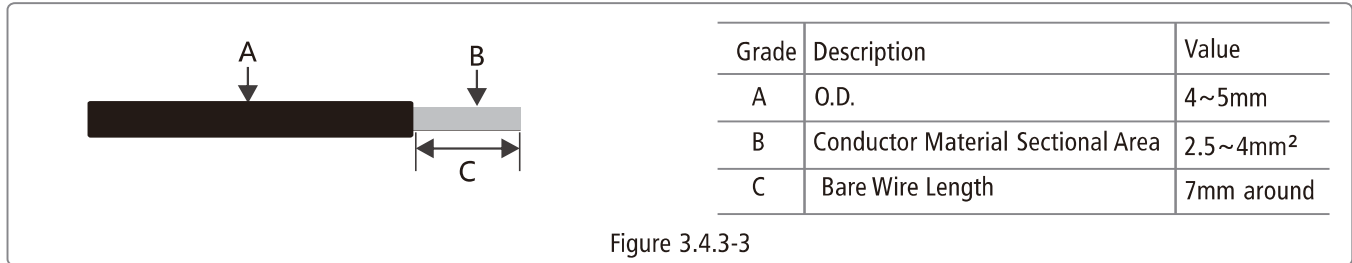 A
B
C
Grade Description Value
A O.D. 4~5mm
B Conductor Material Sectional Area 2.5~4mm²
C Bare Wire Length 7mm around
Figure 3.4.3-3